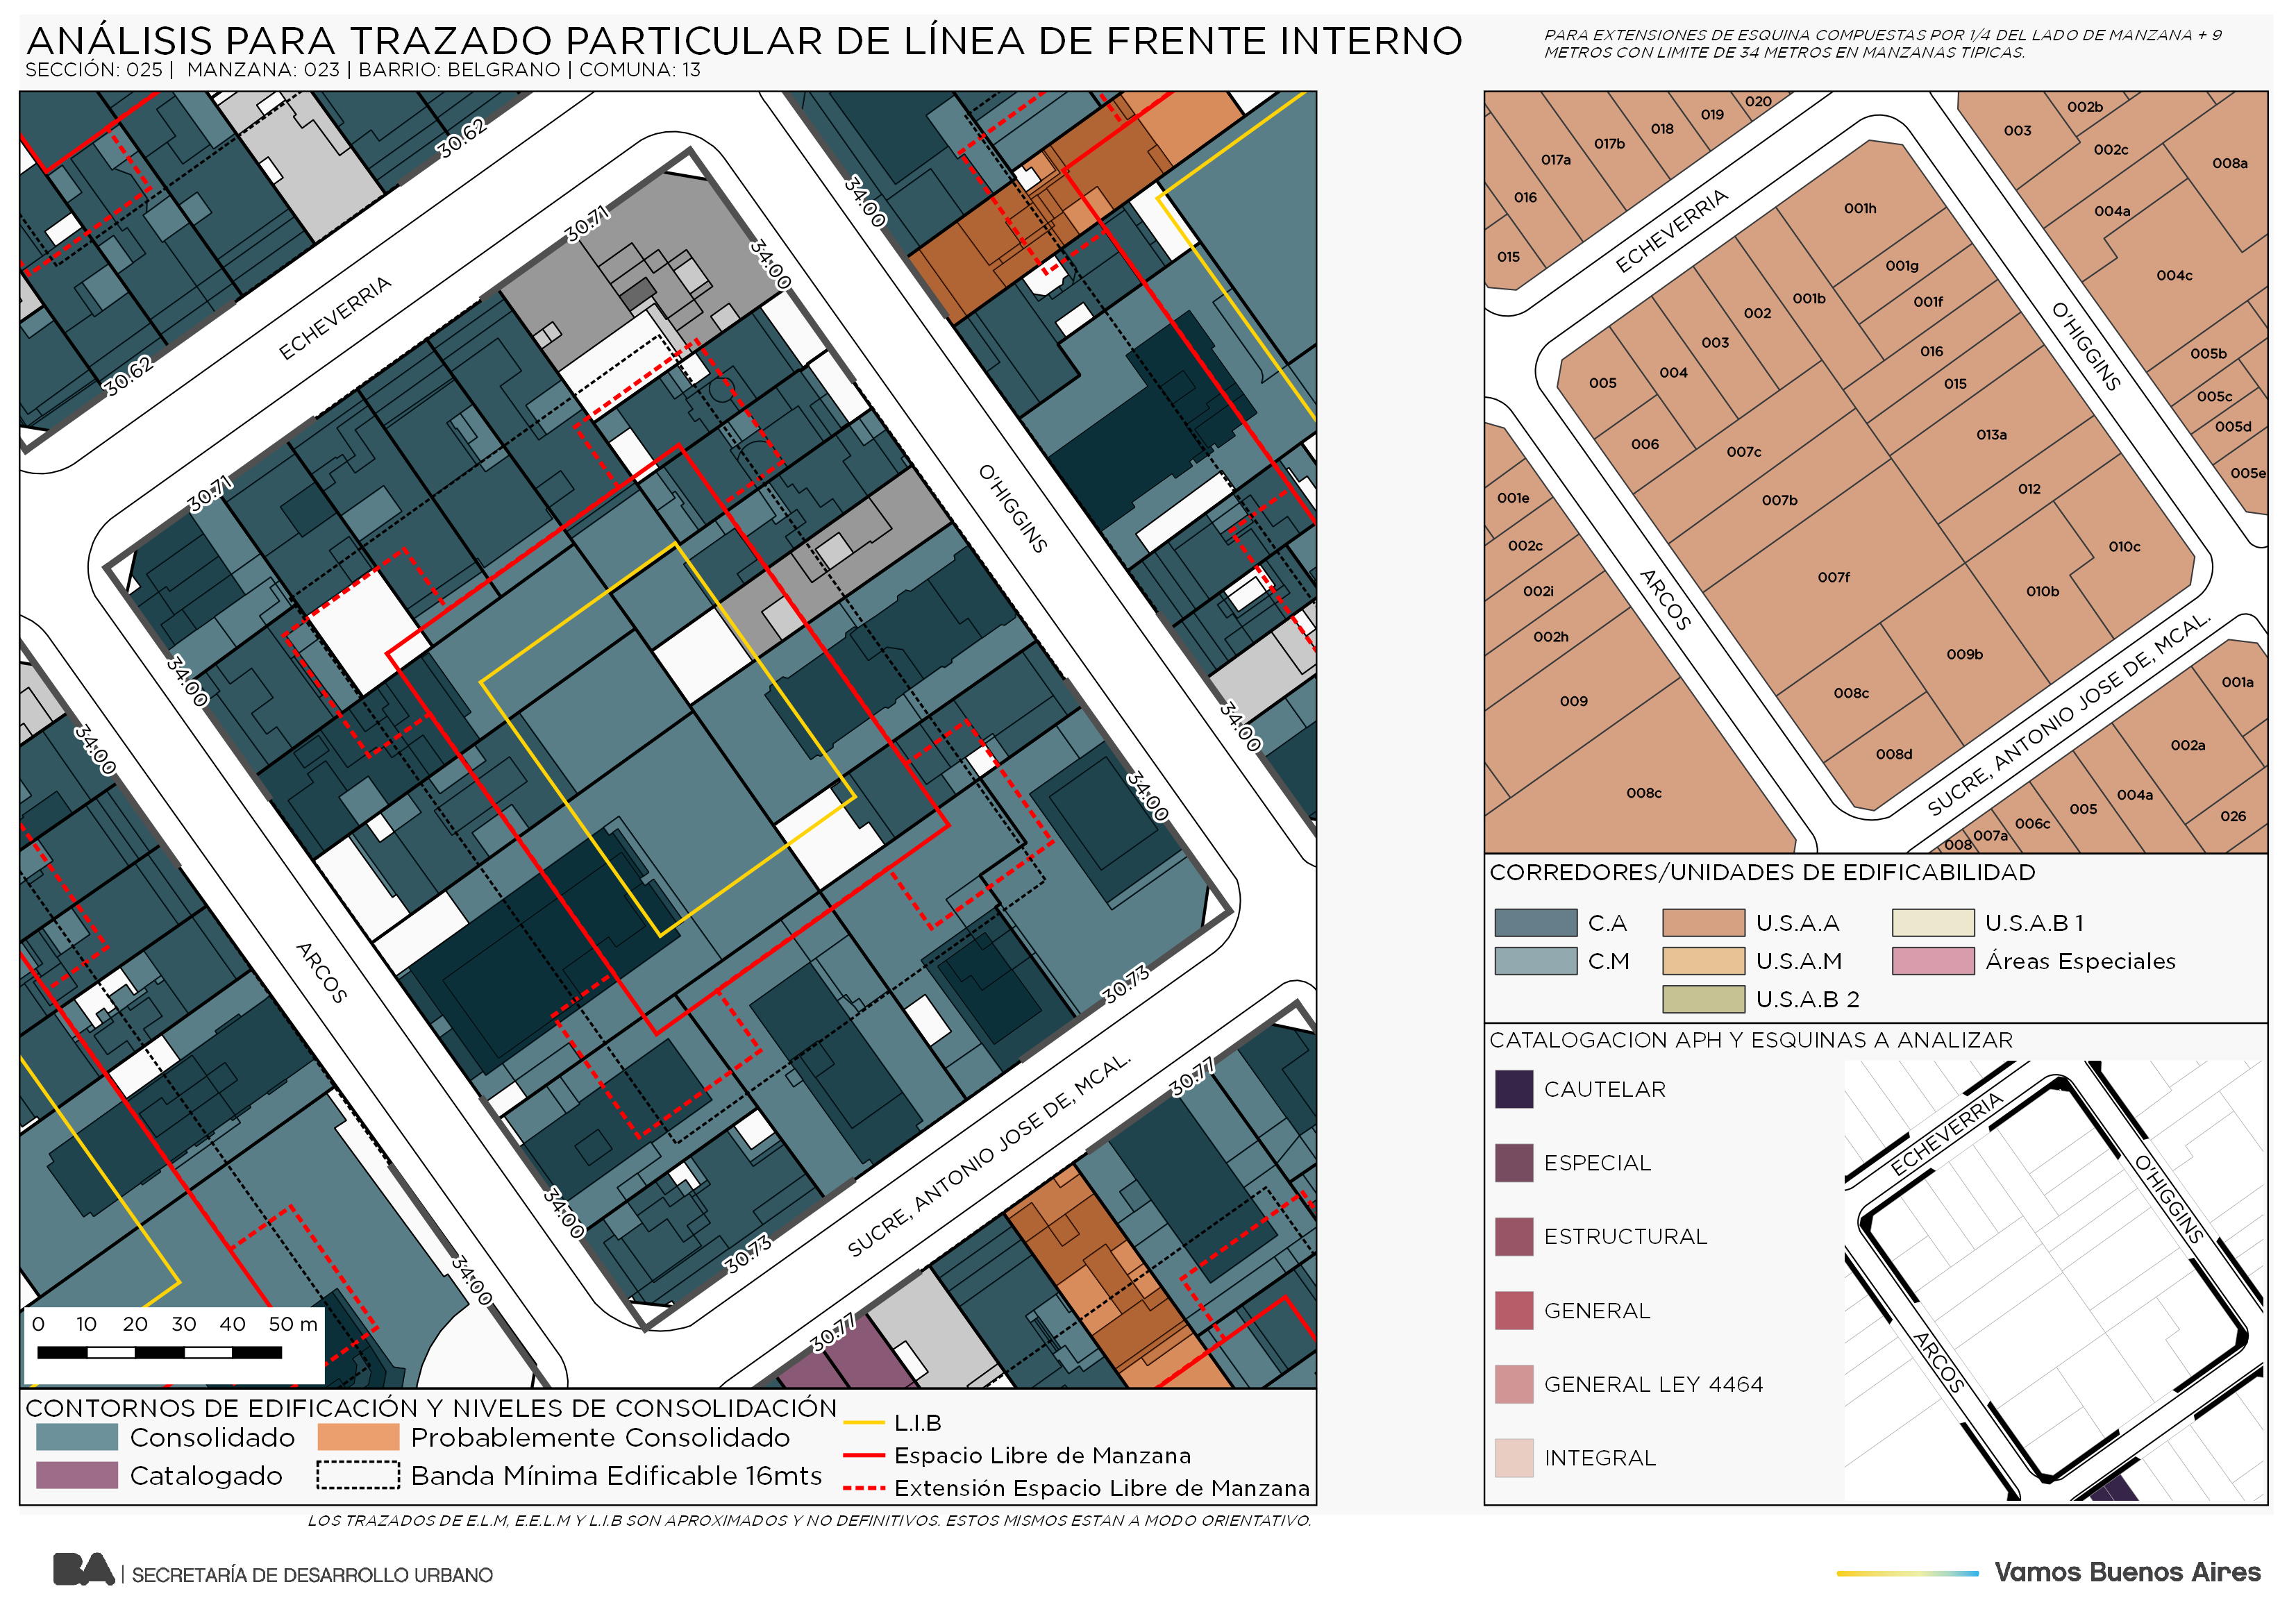 ANÁLISIS PARA TRAZADO PARTICULAR DE LÍNEA DE FRENTE INTERNO
SECCIÓN: 025 | MANZANA: 023 | BARRIO: BELGRANO | COMUNA: 13
PARA EXTENSIONES DE ESQUINA COMPUESTAS POR 1/4 DEL LADO DE MANZANA + 9
METROS CON LIMITE DE 34 METROS EN MANZANAS TIPICAS.
30.62
34.00
30.71
34.00
ECHEVERRIA
30.62
30.71
O'HIGGINS
34.00
34.00
34.00
34.00
ARCOS
30.73
SUCRE, ANTONIO JOSE DE, MCAL.
30.77
34.00
30.73
34.00
30.77
0 10 20 30 40 50 m
CONTORNOS DE EDIFICACIÓN Y NIVELES DE CONSOLIDACIÓN
Consolidado
Probablemente Consolidado
Catalogado
Banda Mínima Edificable 16mts
L.I.B
Espacio Libre de Manzana
Extensión Espacio Libre de Manzana
LOS TRAZADOS DE E.L.M, E.E.L.M Y L.I.B SON APROXIMADOS Y NO DEFINITIVOS. ESTOS MISMOS ESTAN A MODO ORIENTATIVO.
020
019
018
017b
017a
016
015
002b
003
002c
008a
004a
004c
ECHEVERRIA
001h
001g
001f
001b
002
003
004
005
006
016
015
O'HIGGINS
005b
005c
005d
005e
007c
007b
013a
012
007f
010c
010b
009b
008c
008d
001e
002c
002i
002h
009
008c
ARCOS
SUCRE, ANTONIO JOSE DE, MCAL.
001a
002a
004a
005
006c
007a
008
026
CORREDORES/UNIDADES DE EDIFICABILIDAD
C.A
U.S.A.A
U.S.A.B 1
C.M
U.S.A.M
Áreas Especiales
U.S.A.B 2
CATALOGACION APH Y ESQUINAS A ANALIZAR
CAUTELAR
ESPECIAL
ESTRUCTURAL
GENERAL
GENERAL LEY 4464
INTEGRAL
ECHEVERRIA
O'HIGGINS
ARCOS
BA | SECRETARÍA DE DESARROLLO URBANO
Vamos Buenos Aires